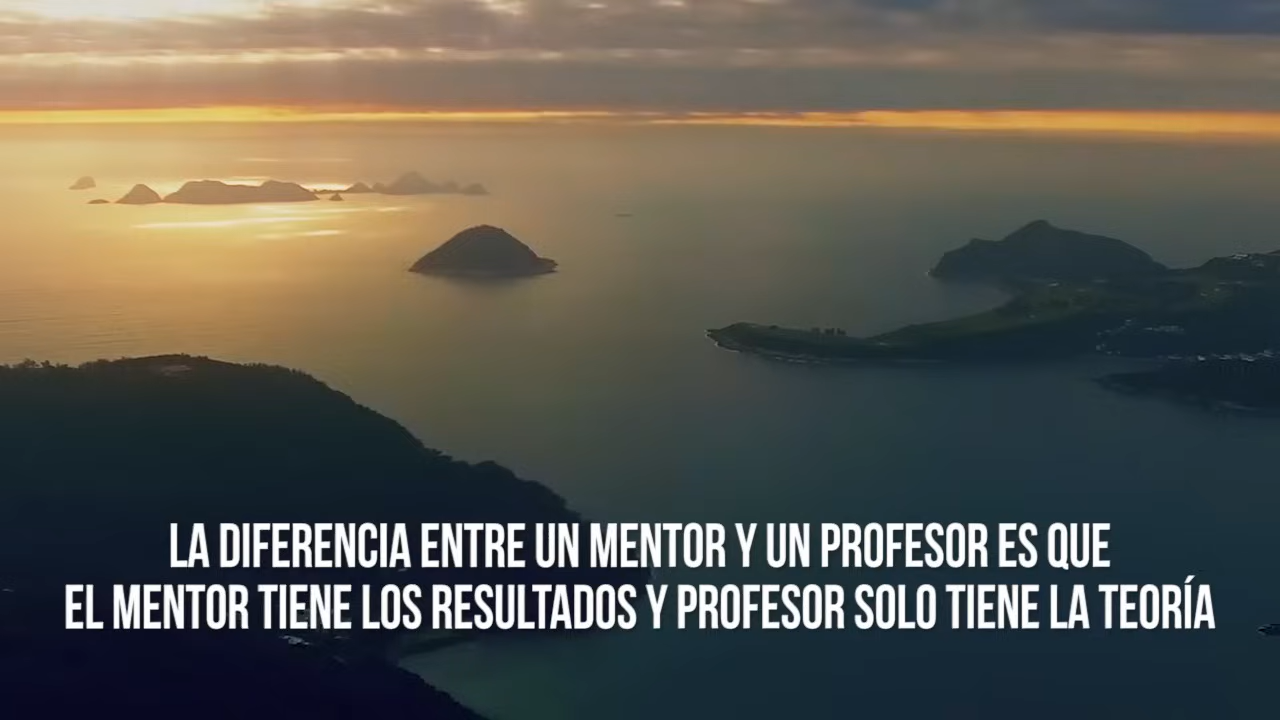 LA DIFERENCIA ENTRE UN MENTOR Y UN PROFESOR ES QUE
EL MENTOR TIENE LOS RESULTADOS Y PROFESOR SOLO TIENE LA TEORÍA